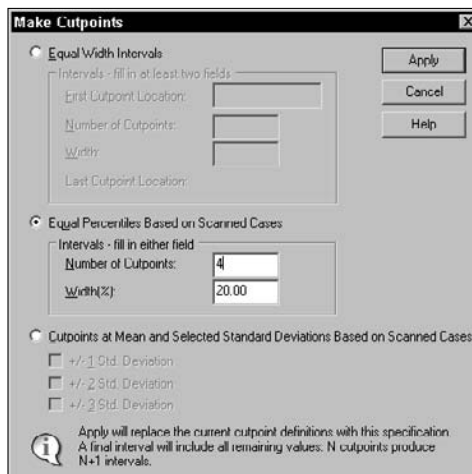 Make Cutpoints
Equal Width Intervals
Intervals - fill in at least two fields
First Cutpoint Location:
Number of Cutpoints:
Width:
Last Cutpoint Location:
Apply
Cancel
Help
Equal Percentiles Based on Scanned Cases
Intervals - fill in either field
Number of Cutpoints: 4
Width(%): 20.00
Cutpoints at Mean and Selected Standard Deviations Based on Scanned Cases
+/- 1 Std. Deviation
+/- 2 Std. Deviation
+/- 3 Std. Deviation
Apply will replace the current cutpoint definitions with this specification.
A final interval will include all remaining values: N cutpoints produce
N+1 intervals.